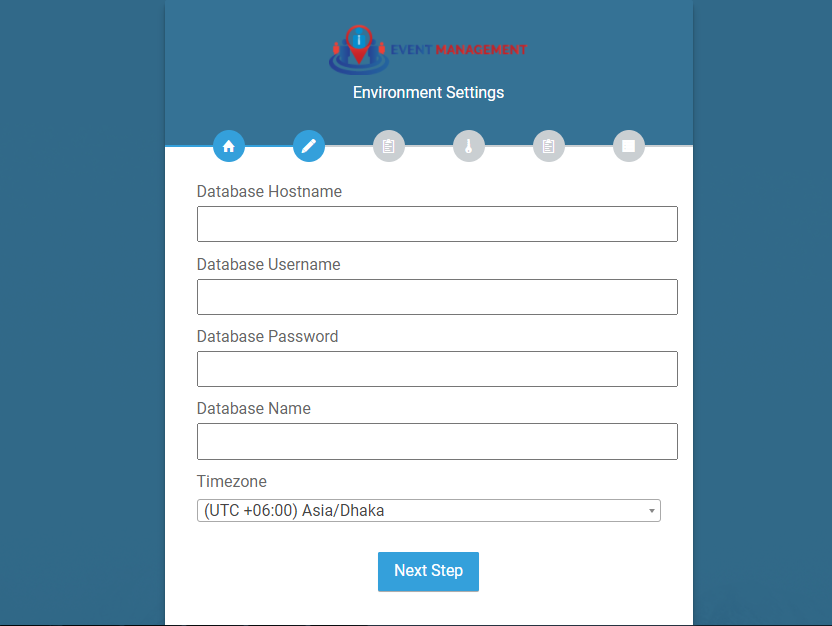 EVENT MANAGEMENT
Environment Settings
Database Hostname
Database Username
Database Password
Database Name
Timezone
(UTC +06:00) Asia/Dhaka
Next Step